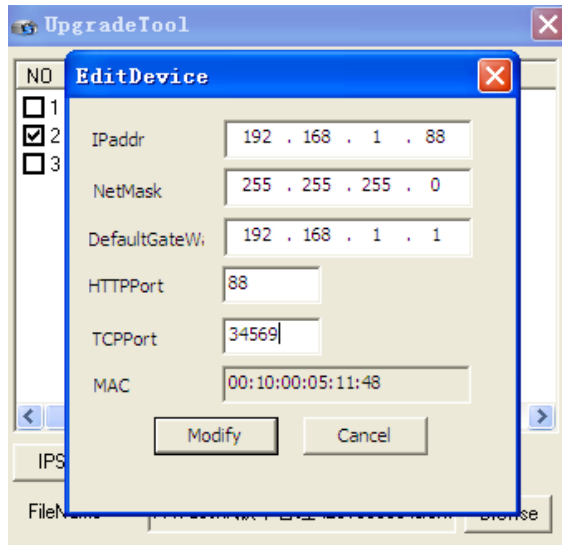 UpgradeTool
NO
EditDevice
1
2
3
IPaddr 192 . 168 . 1 . 88
NetMask 255 . 255 . 255 . 0
DefaultGateWa 192 . 168 . 1 . 1
HTTPPort 88
TCPPort 34569
MAC 00:10:00:05:11:48
Modify Cancel
IPS